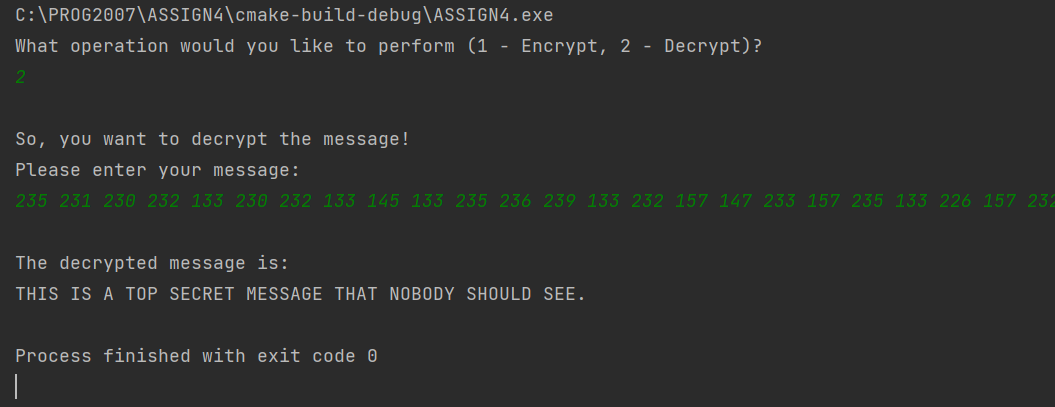 C:\PROG2007\ASSIGN4\cmake-build-debug\ASSIGN4.exe
What operation would you like to perform (1 - Encrypt, 2 - Decrypt)?
2
So, you want to decrypt the message!
Please enter your message:
235 231 230 232 133 230 232 133 145 133 235 236 239 133 232 157 147 233 157 235 133 226 157 232
The decrypted message is:
THIS IS A TOP SECRET MESSAGE THAT NOBODY SHOULD SEE.
Process finished with exit code 0